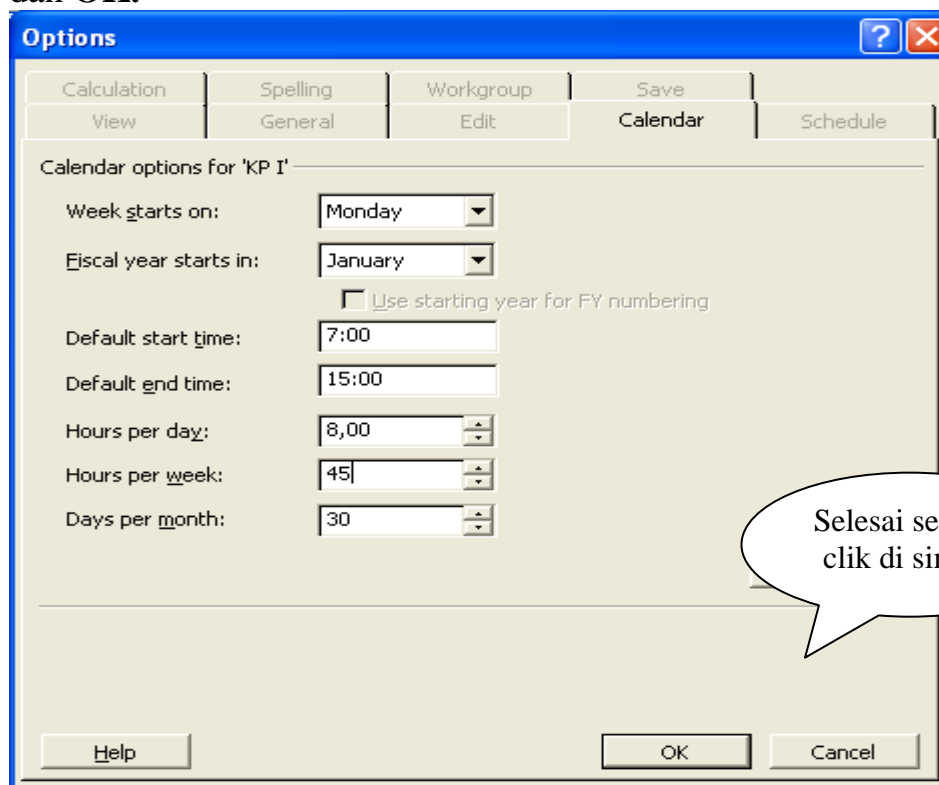 dan OK.
Options
Calculation Spelling Workgroup Save
View General Edit Calendar Schedule
Calendar options for 'KP I'
Week starts on: Monday
Fiscal year starts in: January
Use starting year for FY numbering
Default start time: 7:00
Default end time: 15:00
Hours per day: 8,00
Hours per week: 45
Days per month: 30
Selesai se
clik di
Help OK Cancel